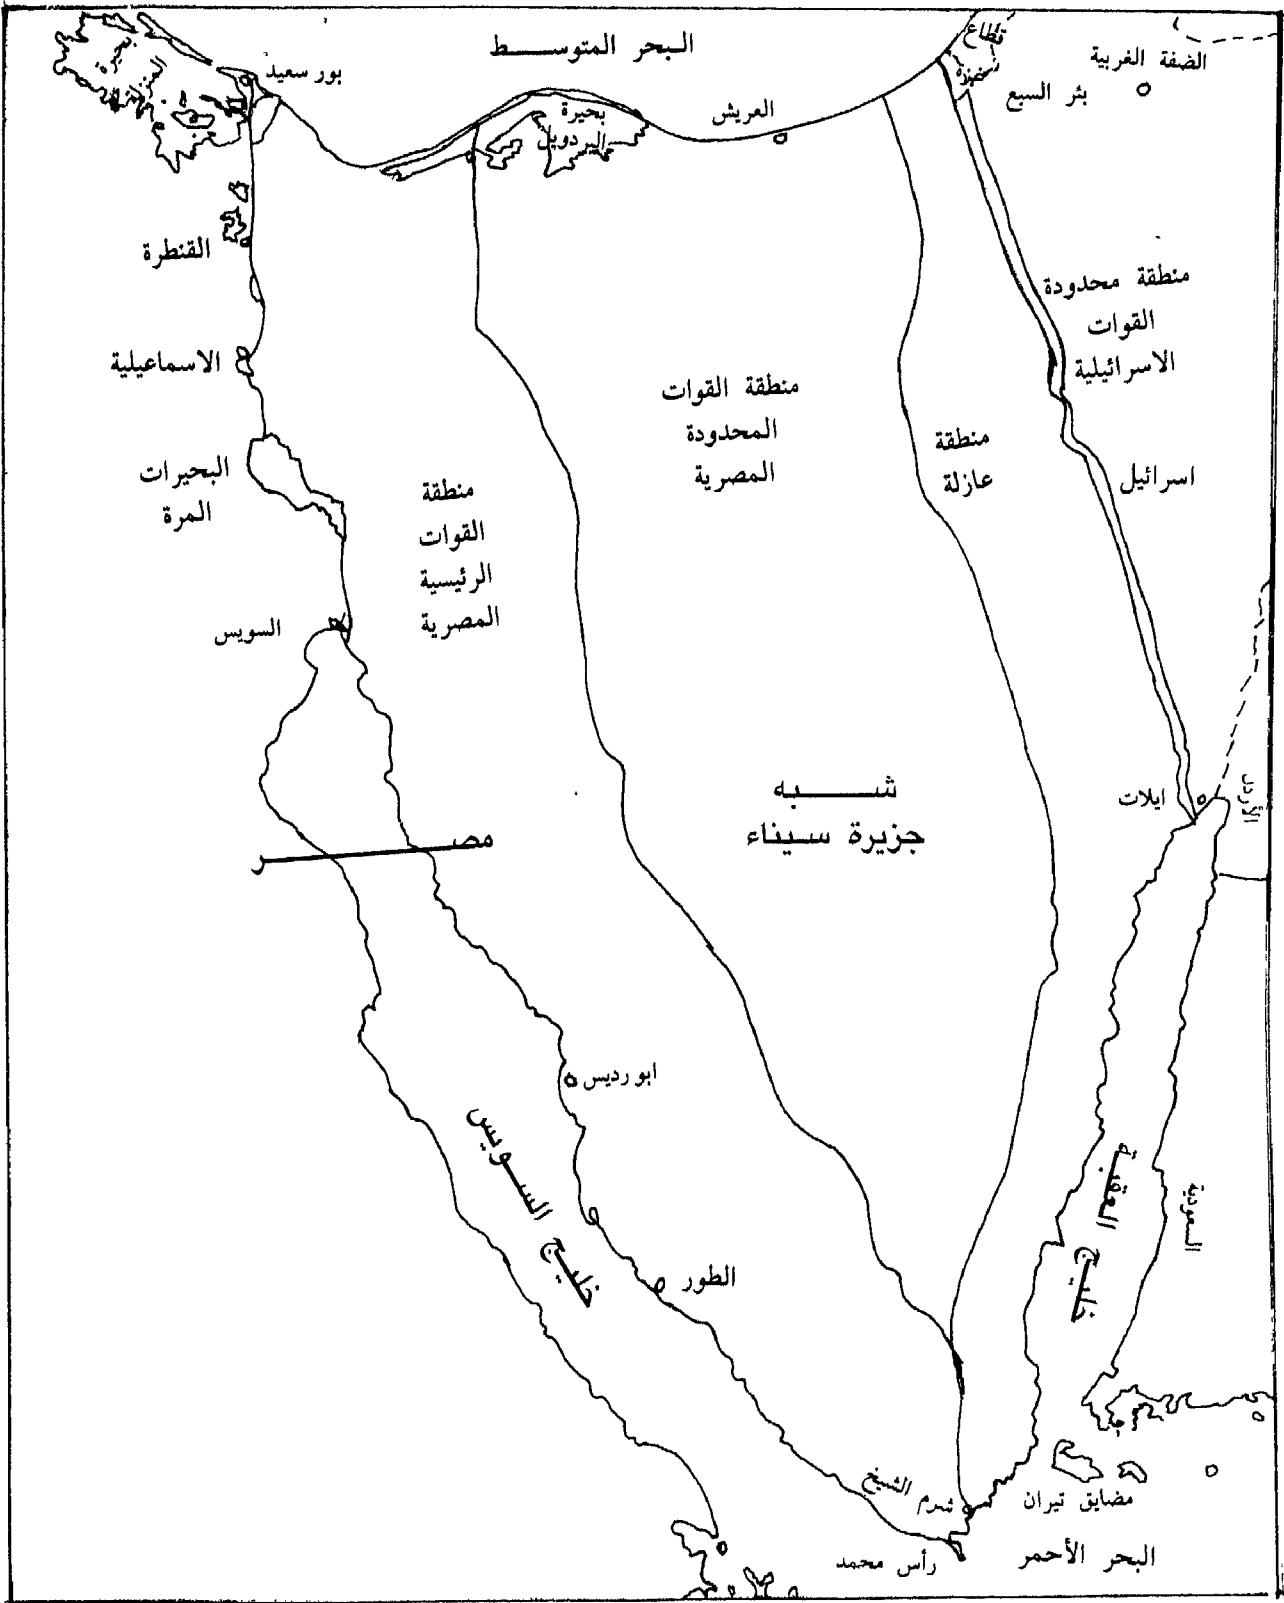 البحر المتوسط
قطاع
غزة
الضفة الغربية
بئر السبع
بور سعيد
بحيرة
المنزلة
بحيرة
البردويل
العريش
القنطرة
منطقة محدودة
القوات
الاسرائيلية
الاسماعيلية
منطقة القوات
المحدودة
المصرية
منطقة
عازلة
اسرائيل
البحيرات
المرة
منطقة
القوات
الرئيسية
المصرية
السويس
شبه
جزيرة سيناء
ايلات
الأردن
مصر
ابو رديس
خليج السويس
خليج العقبة
السعودية
الطور
شرم الشيخ
مضايق تيران
رأس محمد
البحر الأحمر